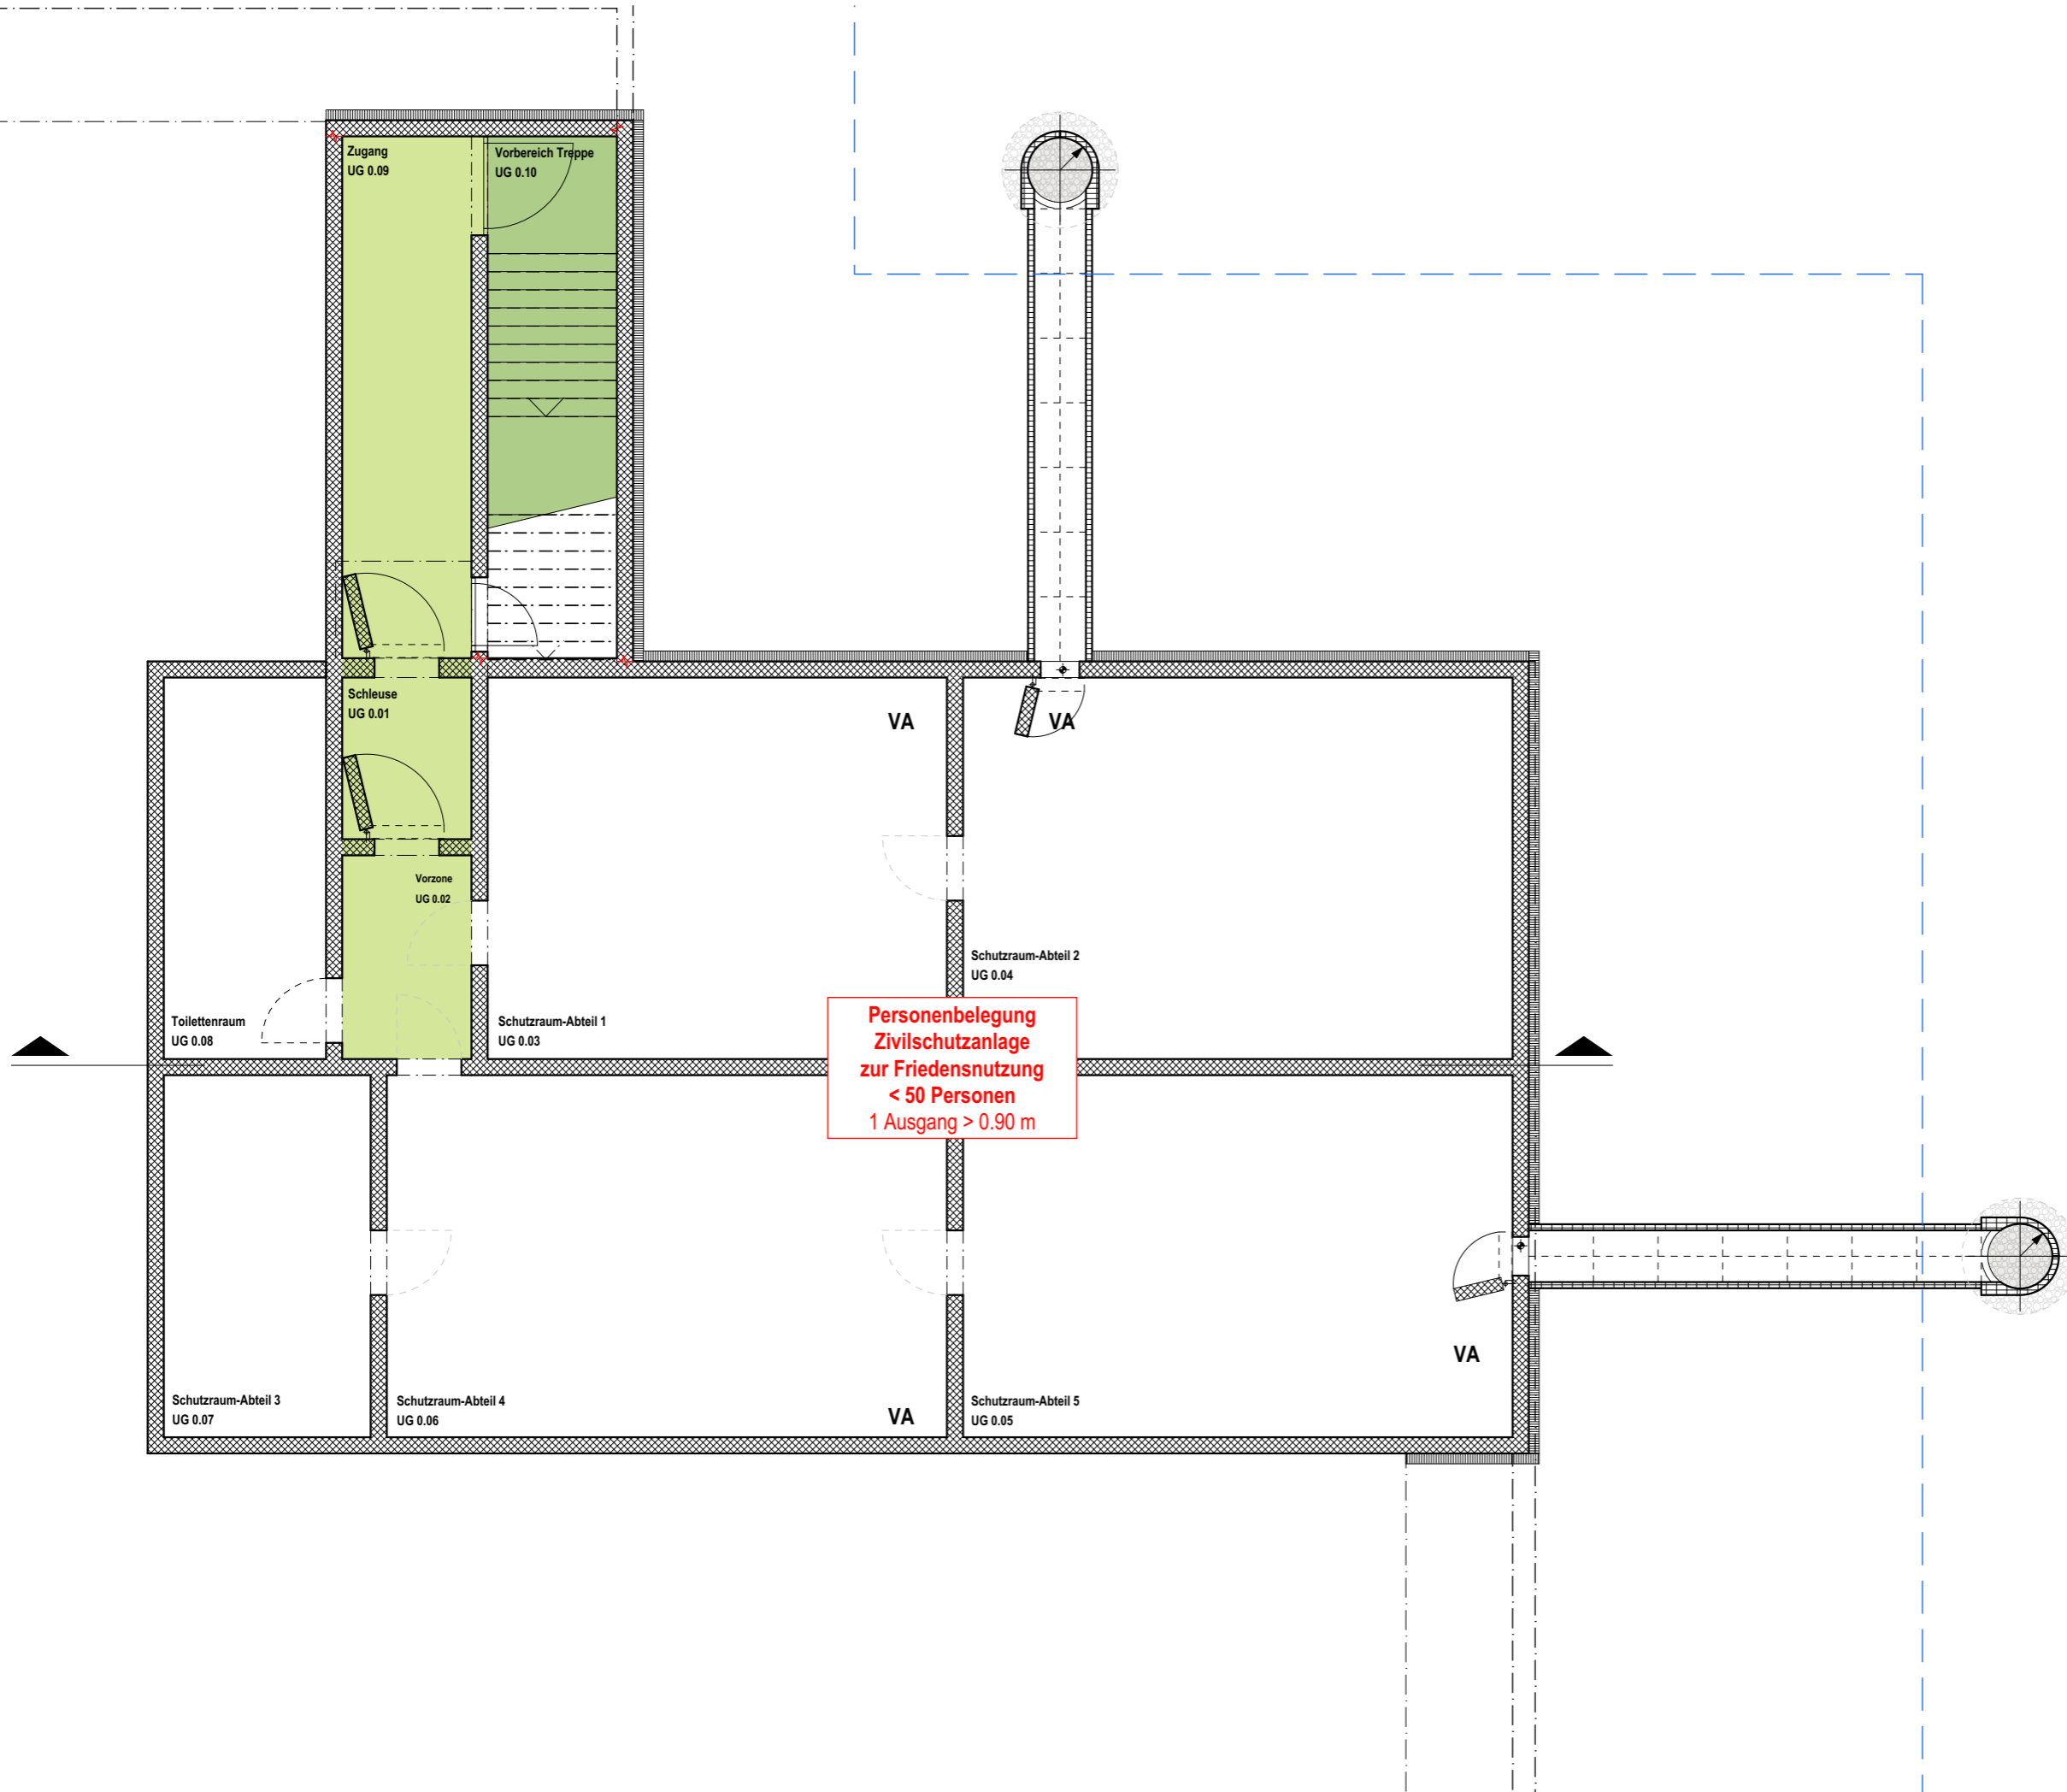 Zugang
UG 0.09
Vorbereich Treppe
UG 0.10
Schleuse
UG 0.01
VA
VA
Vorzone
UG 0.02
Schutzraum-Abteil 2
UG 0.04
Toilettenraum
UG 0.08
Schutzraum-Abteil 1
UG 0.03
Personenbelegung
Zivilschutzanlage
zur Friedensnutzung
< 50 Personen
1 Ausgang > 0.90 m
VA
Schutzraum-Abteil 3
UG 0.07
Schutzraum-Abteil 4
UG 0.06
VA
Schutzraum-Abteil 5
UG 0.05